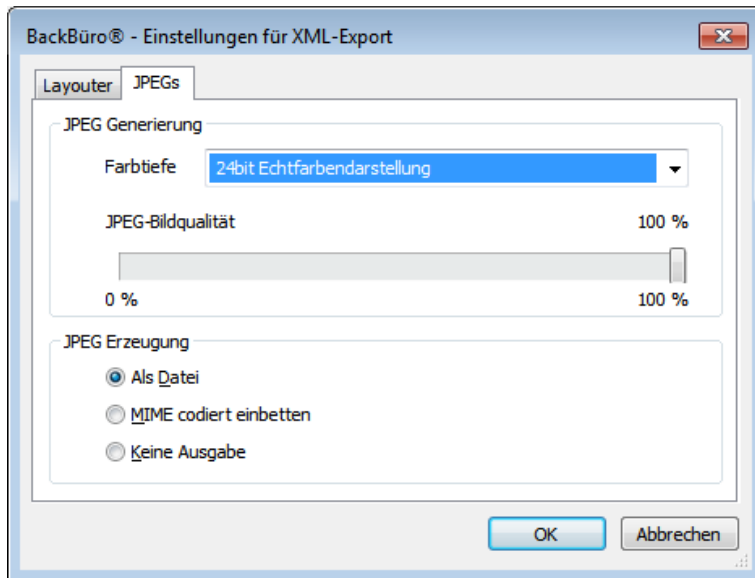 BackBüro® - Einstellungen für XML-Export
Layouter JPEGs
JPEG Generierung
Farbtiefe 24bit Echtfarbendarstellung
JPEG-Bildqualität 100 %
0 % 100 %
JPEG Erzeugung
Als Datei
MIME codiert einbetten
Keine Ausgabe
OK Abbrechen